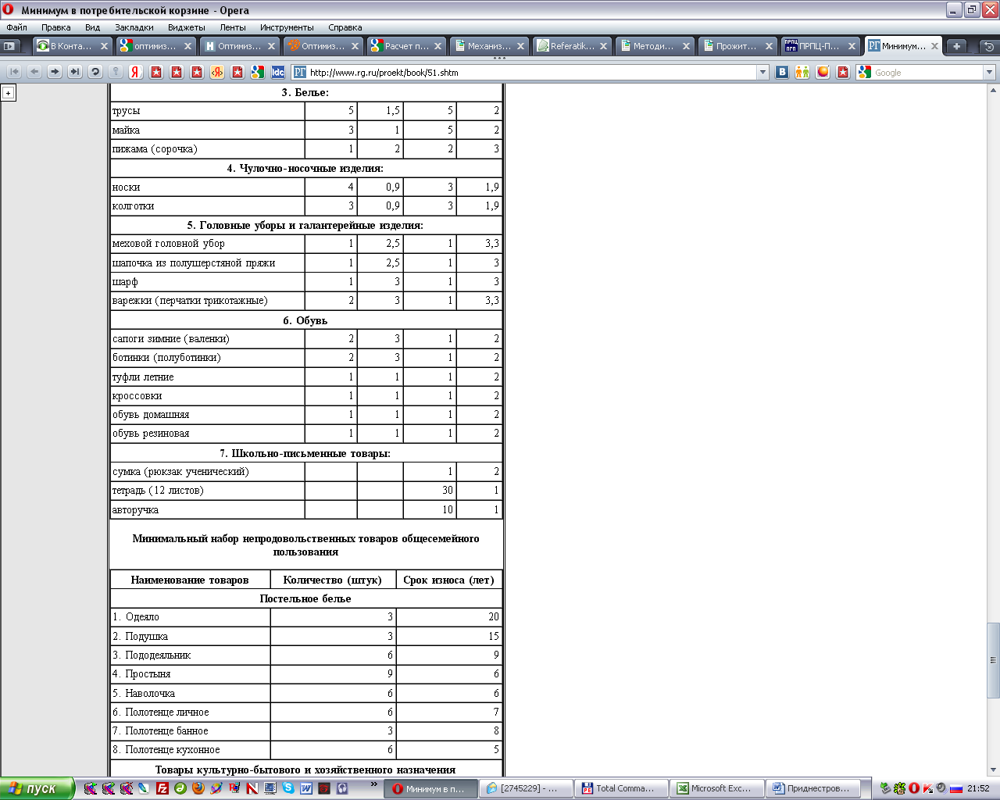 Минимум в потребительской корзине - Opera
Файл Правка Вид Закладки Виджеты Ленты Инструменты Справка
В Конта... оптимиз... Оптимиз... Оптимиз... Расчет п... Механиз... Referatik... Методи... Прожит... ПРПЦ-П... Минимум...
http://www.rg.ru/proekt/book/51.shtm Google
3. Белье:
трусы 5 1,5 5 2
майка 3 1 5 2
пижама (сорочка) 1 2 2 3
4. Чулочно-носочные изделия:
носки 4 0,9 3 1,9
колготки 3 0,9 3 1,9
5. Головные уборы и галантерейные изделия:
меховой головной убор 1 2,5 1 3,3
шапочка из полушерстяной пряжи 1 2,5 1 3
шарф 1 3 1 3
варежки (перчатки трикотажные) 2 3 1 3,3
6. Обувь
сапоги зимние (валенки) 2 3 1 2
ботинки (полуботинки) 2 3 1 2
туфли летние 1 1 1 2
кроссовки 1 1 1 2
обувь домашняя 1 1 1 2
обувь резиновая 1 1 1 2
7. Школьно-письменные товары:
сумка (рюкзак ученический) 1 2
тетрадь (12 листов) 30 1
авторучка 10 1
Минимальный набор непродовольственных товаров общесемейного
пользования
Наименование товаров Количество (штук) Срок износа (лет)
Постельное белье
1. Одеяло 3 20
2. Подушка 3 15
3. Пододеяльник 6 9
4. Простыня 9 6
5. Наволочка 6 6
6. Полотенце личное 6 7
7. Полотенце банное 3 8
8. Полотенце кухонное 6 5
Товары культурно-бытового и хозяйственного назначения
пуск Минимум в п... [2745229] - ... Total Comma... Microsoft Exc... Приднестров... 21:52